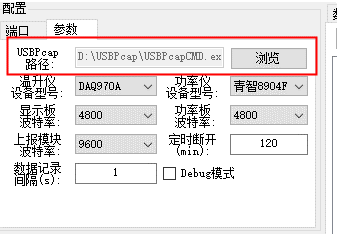 配置
端口 参数
USBPcap
路径: D:\USBPcap\USBPcapCMD.ex 浏览
温升仪
设备型号: DAQ970A 功率仪
设备型号: 青智8904F
显示板
波特率: 4800 功率板
波特率: 4800
上报模块
波特率: 9600 定时断开
(min): 120
数据记录
间隔(s): 1 Debug模式